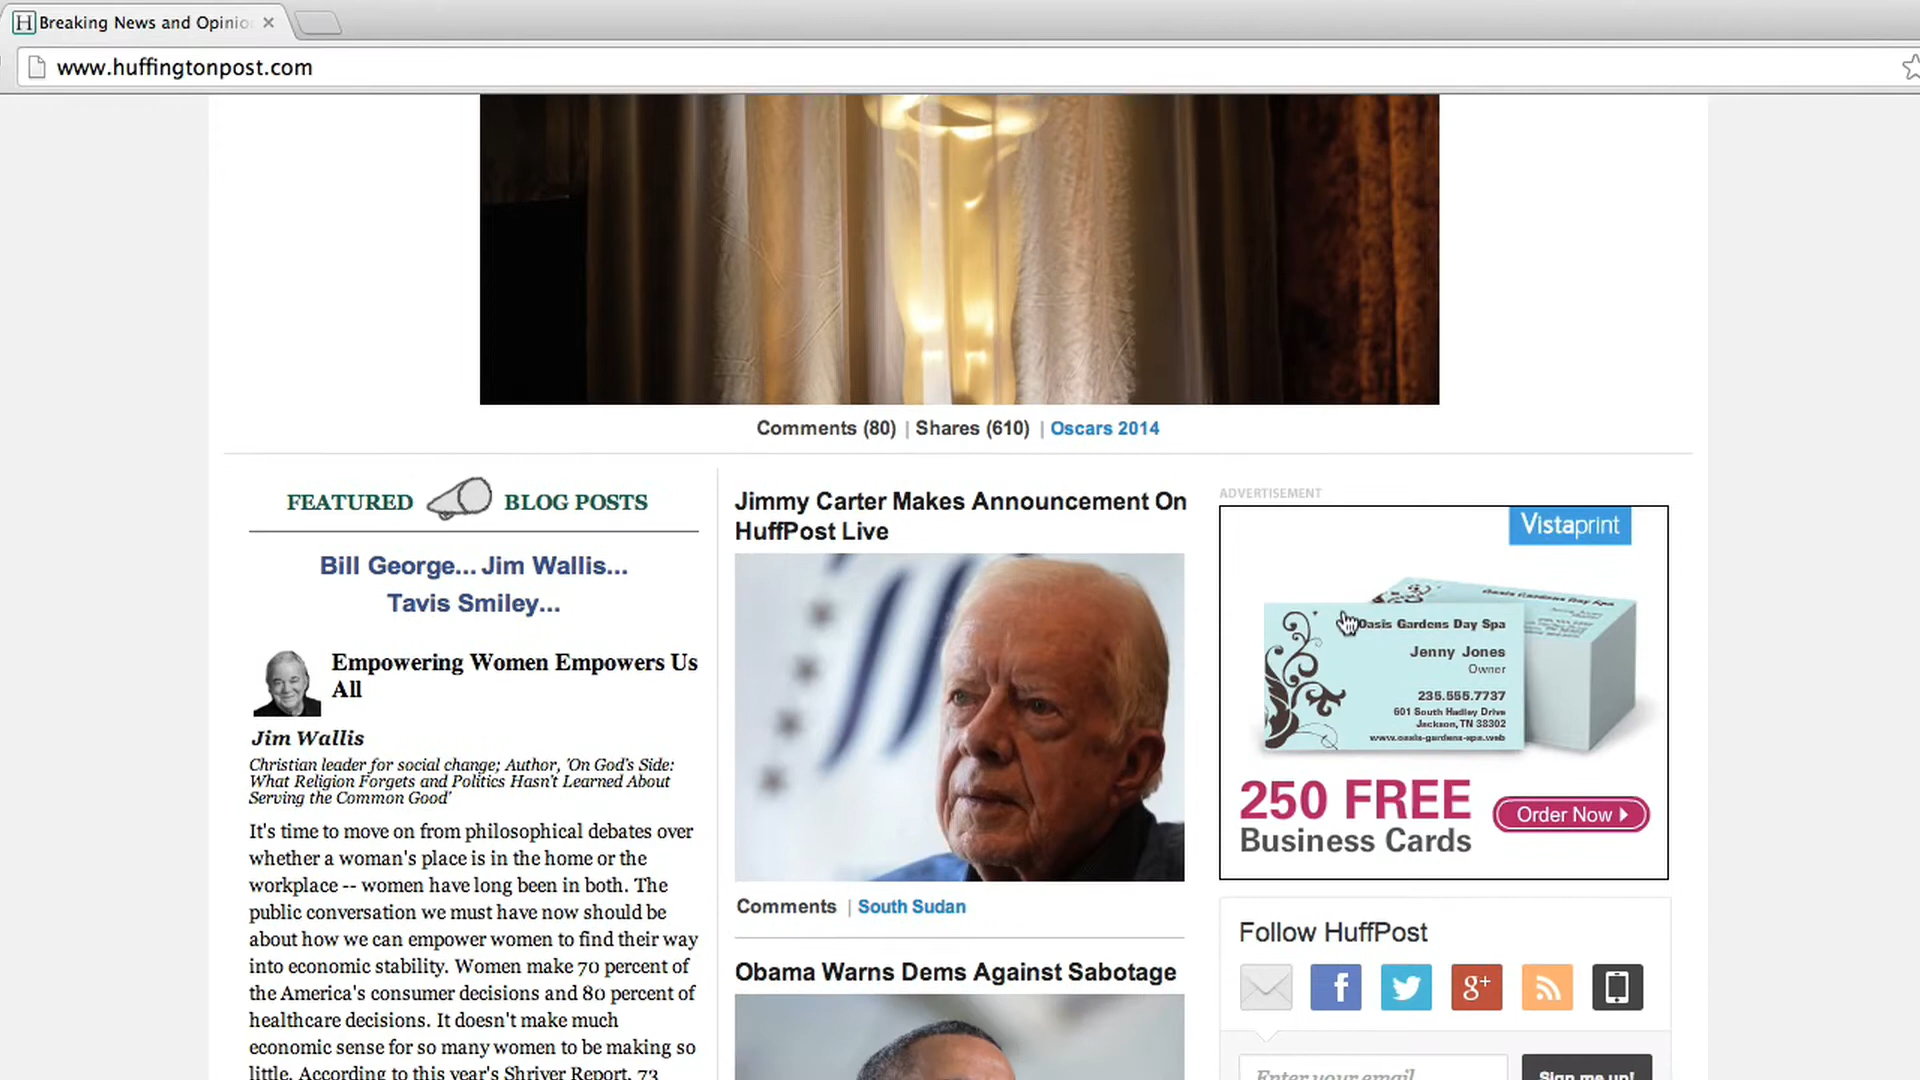 H Breaking News and Opinio
www.huffingtonpost.com
Comments (80) | Shares (610) | Oscars 2014
FEATURED BLOG POSTS
Bill George... Jim Wallis...
Tavis Smiley...
Empowering Women Empowers Us
All
Jim Wallis
Christian leader for social change; Author, 'On God's Side:
What Religion Forgets and Politics Hasn't Learned About
Serving the Common Good'
It's time to move on from philosophical debates over
whether a woman's place is in the home or the
workplace -- women have long been in both. The
public conversation we must have now should be
about how we can empower women to find their way
into economic stability. Women make 70 percent of
the America's consumer decisions and 80 percent of
healthcare decisions. It doesn't make much
economic sense for so many women to be making so
little. According to this year's Shriver Report, 73
Jimmy Carter Makes Announcement On
HuffPost Live
Comments | South Sudan
Obama Warns Dems Against Sabotage
ADVERTISEMENT
Vistaprint
Oasis Gardens Day Spa
Oasis Gardens Day Spa
Jenny Jones
Owner
235.555.7737
601 South Hadley Drive
Jackson, TN 38302
www.oasis-gardens-spa.web
250 FREE
Business Cards
Order Now
Follow HuffPost
f
g+
Enter your email
Sign me up!